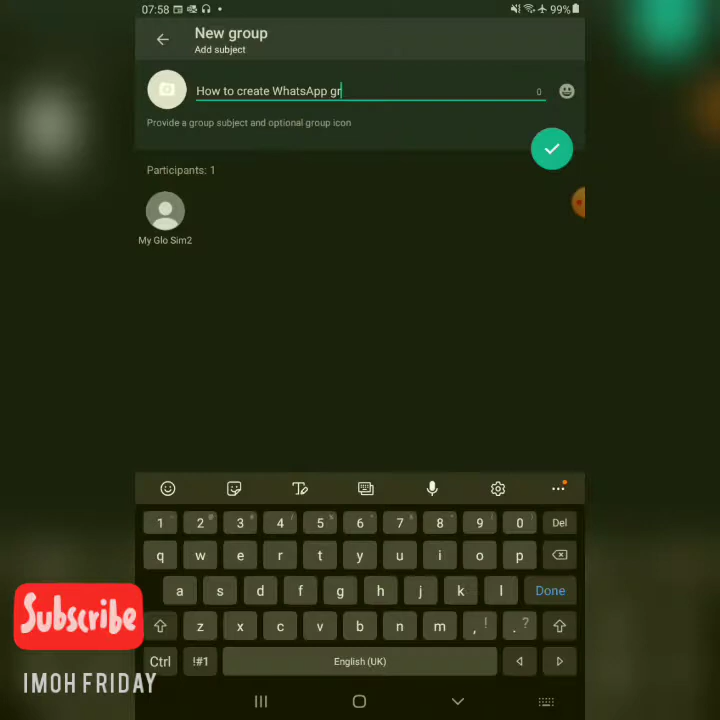 07:58 99%
New group
Add subject
How to create WhatsApp gr 0
Provide a group subject and optional group icon
Participants: 1
My Glo Sim2
1 2 3 4 5 6 7 8 9 0 Del
q w e r t y u i o p
a s d f g h j k l Done
z x c v b n m , ! . ?
Ctrl !#1 English (UK)
Subscribe
IMOH FRIDAY